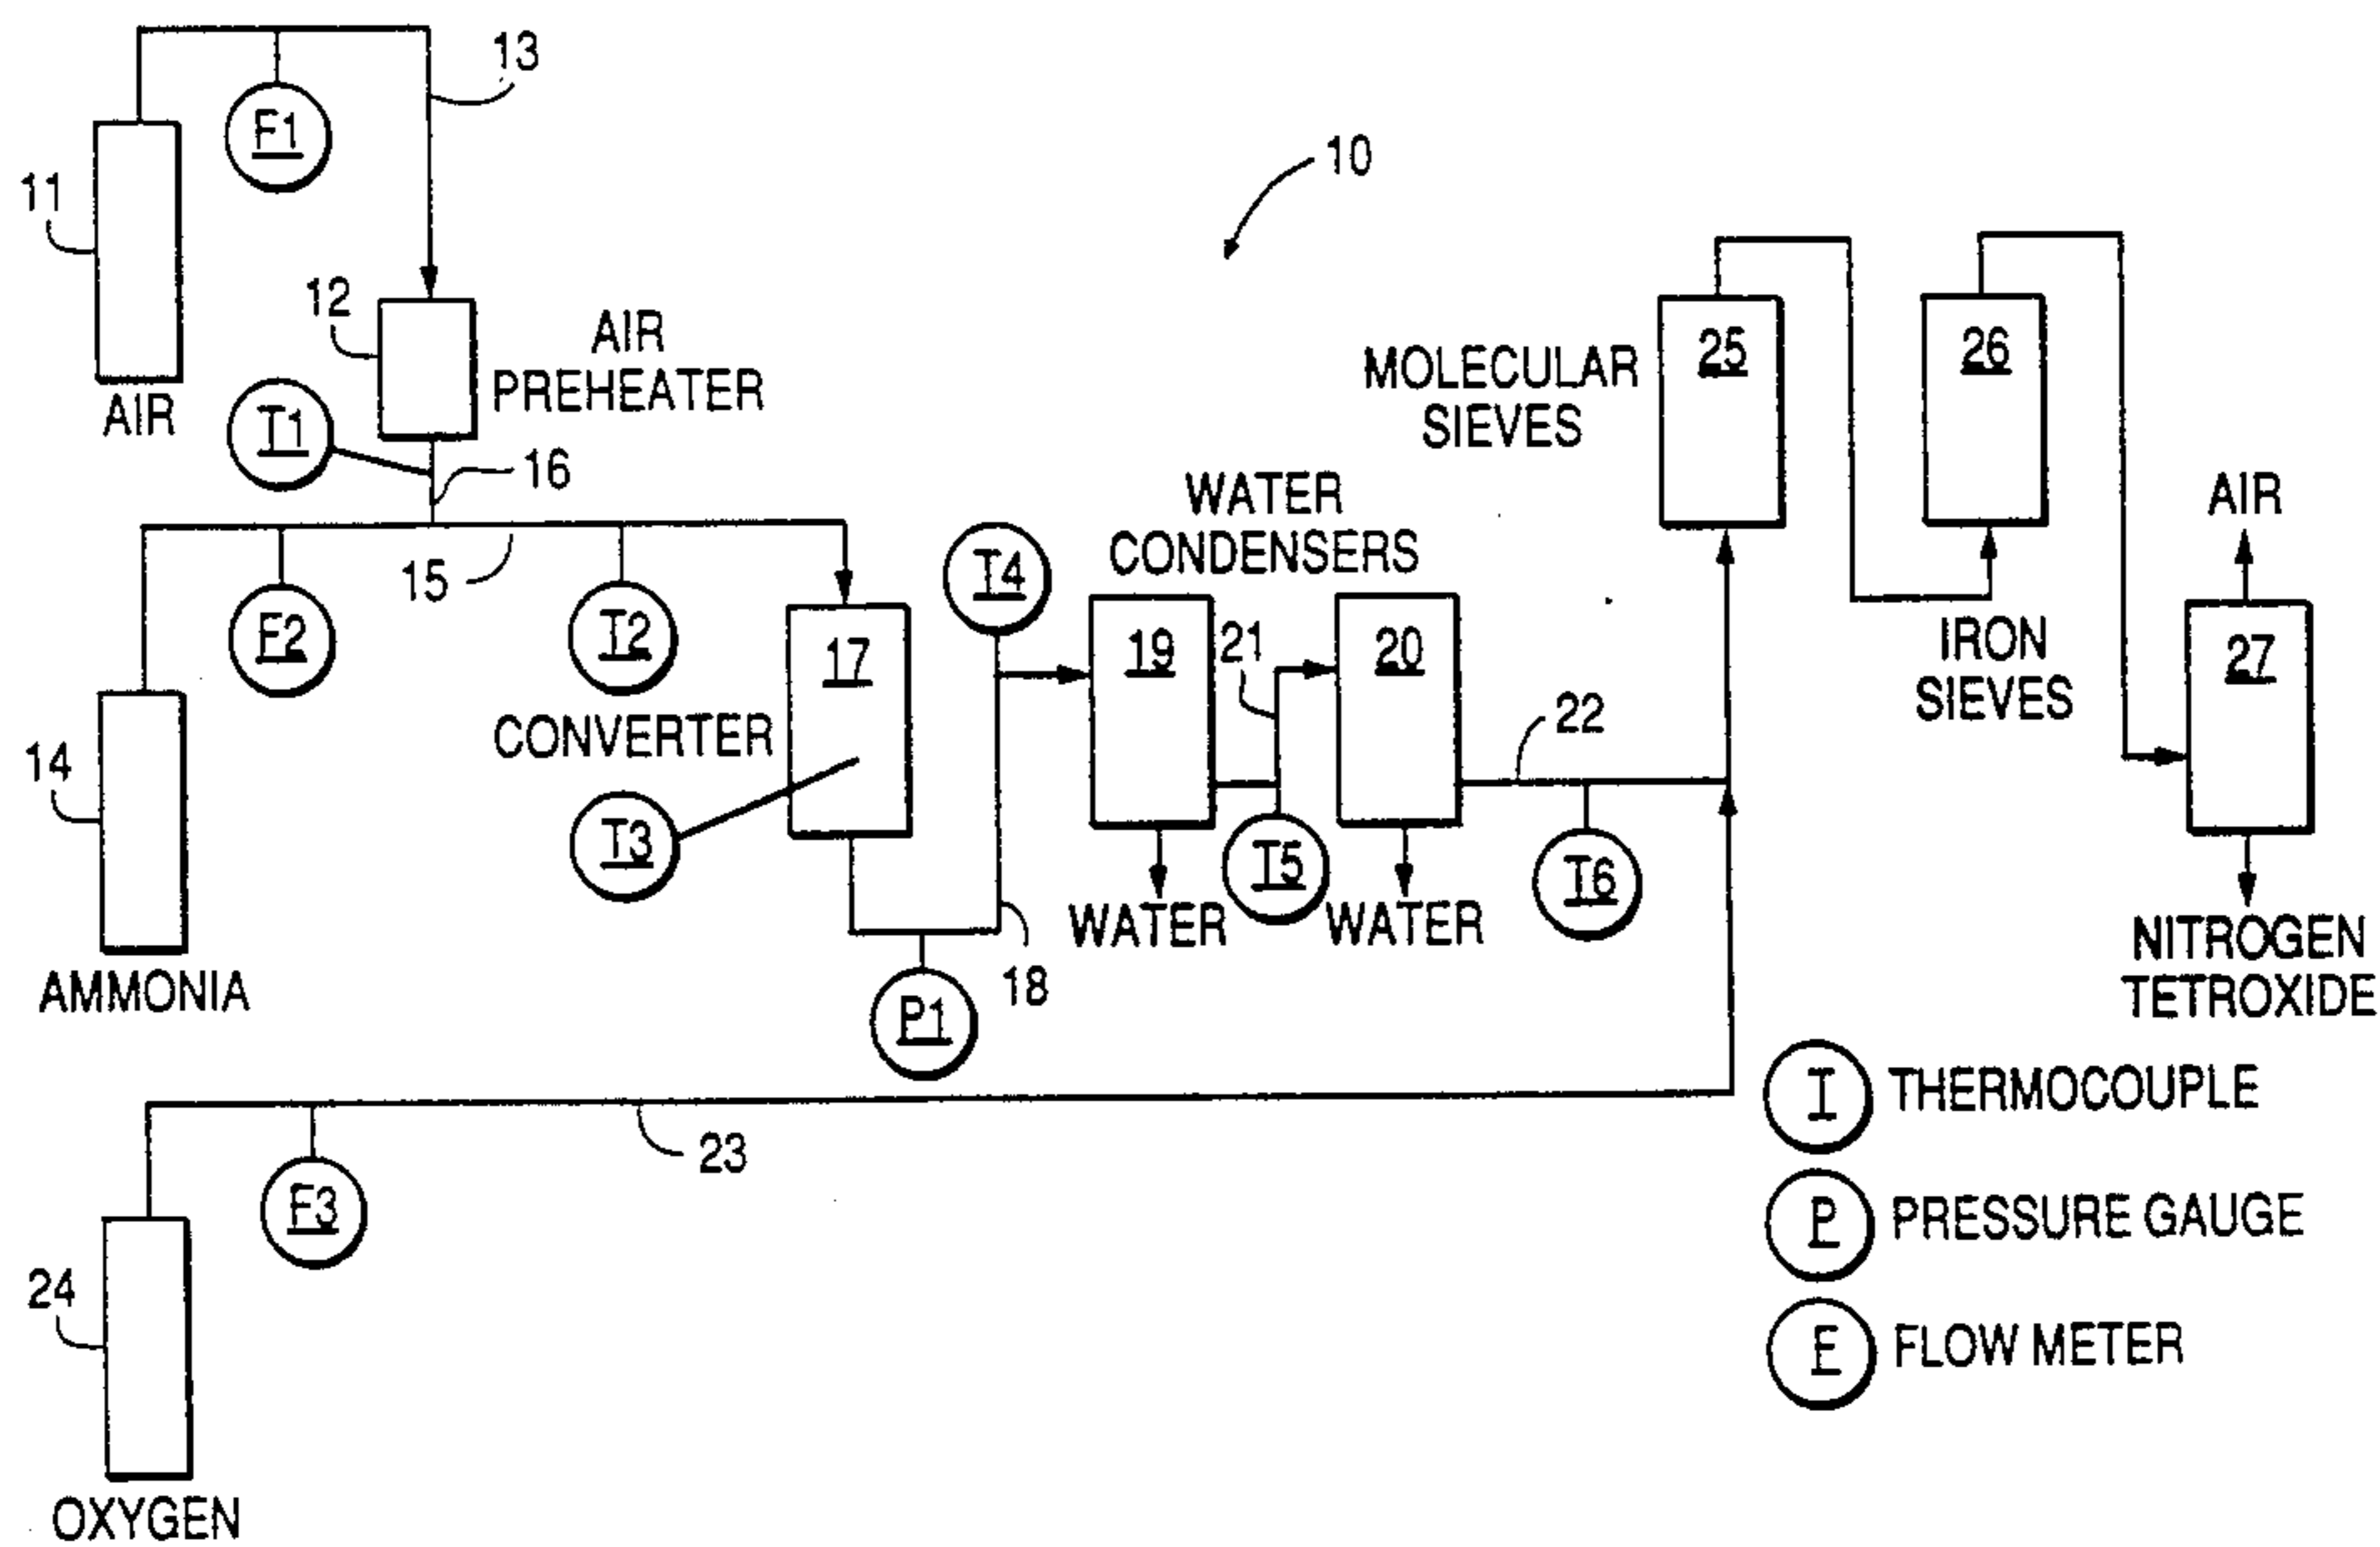 13
F1
10
11
12
AIR
PREHEATER
AIR
T1
16
MOLECULAR
SIEVES
25
26
WATER
CONDENSERS
AIR
15
F2
T2
T4
17
19
21
20
IRON
SIEVES
27
CONVERTER
22
14
T3
T5
T6
WATER
WATER
NITROGEN
TETROXIDE
AMMONIA
18
P1
T THERMOCOUPLE
23
F3
P PRESSURE GAUGE
24
F FLOW METER
OXYGEN